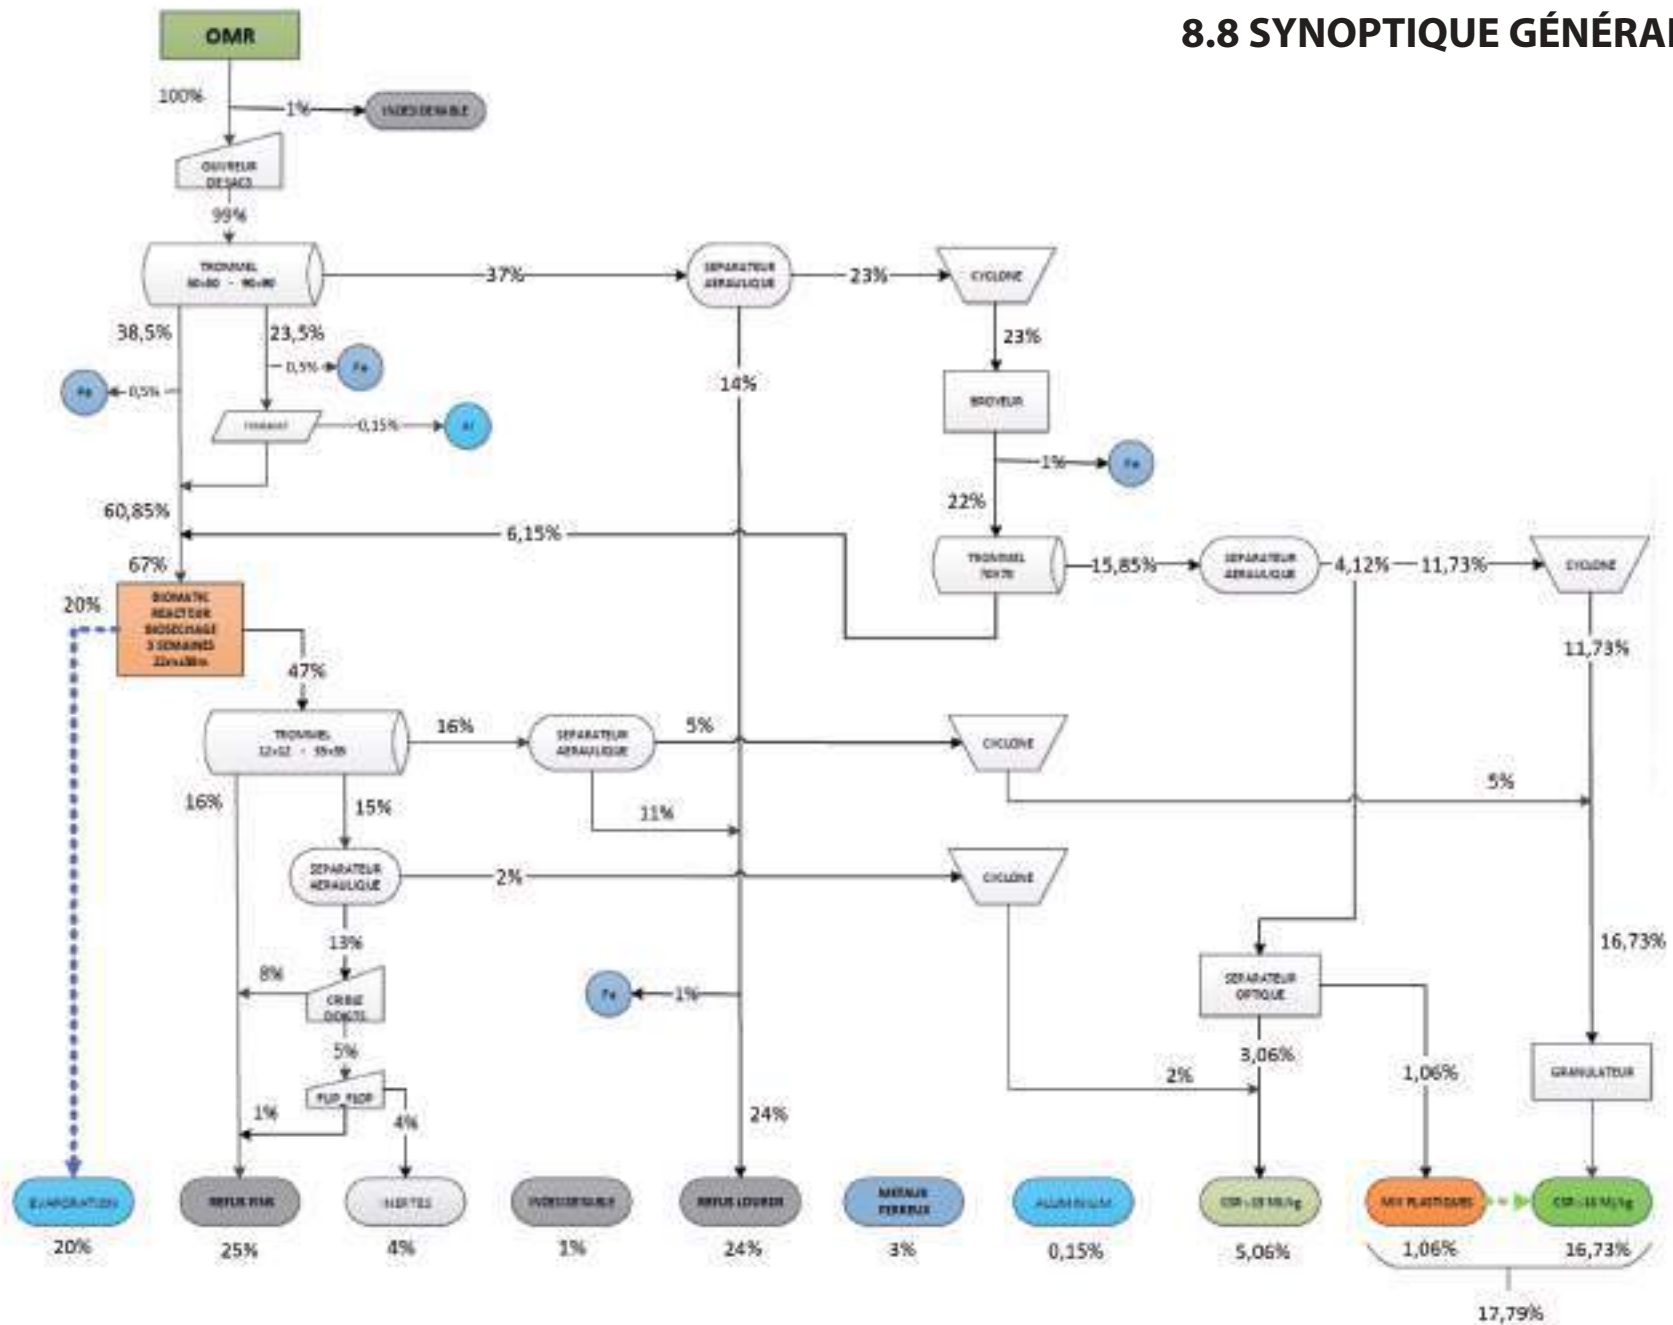 8.8 SYNOPTIQUE GÉNÉRAL
OMR
100%
1%
INDESIDERABLE
OUVREUR
DE SACS
99%
TROMMEL
37%
SEPARATEUR
AERAULIQUE
23%
CYCLONE
38,5%
23,5%
23%
0,5%
Fe
Fe
0,5%
14%
BROYEUR
0,15%
Al
1%
Fe
22%
60,85%
6,15%
67%
TROMMEL
70x70
15,85%
SEPARATEUR
AERAULIQUE
4,12%
11,73%
CYCLONE
20%
BIOMATIC
REACTEUR
BIOSECHAGE
3 SEMAINES
47%
11,73%
TROMMEL
16%
SEPARATEUR
AERAULIQUE
5%
CYCLONE
16%
15%
11%
5%
SEPARATEUR
AERAULIQUE
2%
CYCLONE
13%
16,73%
8%
CRIBLE
DOIGTS
Fe
1%
SEPARATEUR
OPTIQUE
5%
3,06%
FLIP_FLOP
2%
1,06%
GRANULATEUR
1%
4%
24%
EVAPORATION
REFUS FINS
INERTES
INDESIDERABLE
REFUS LOURDS
METAUX
FERREUX
ALUMINIUM
MIX PLASTIQUES
20%
25%
4%
1%
24%
3%
0,15%
5,06%
1,06%
16,73%
17,79%